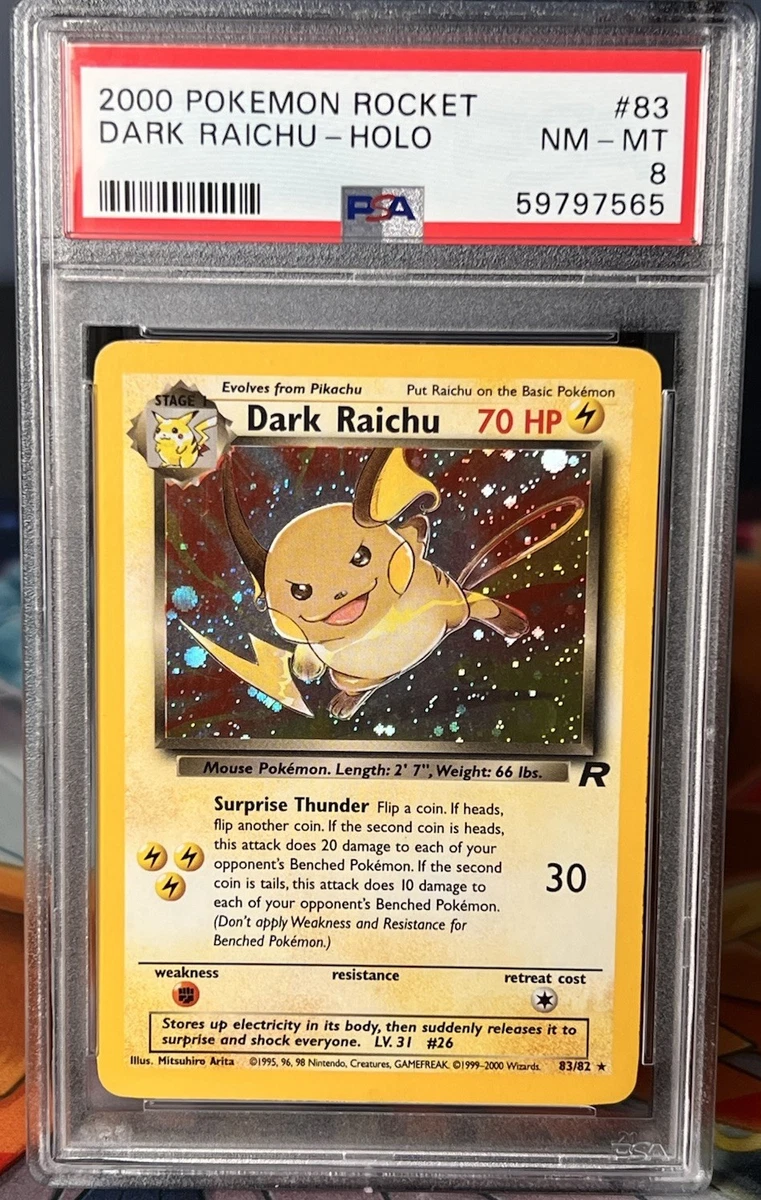 2000 POKEMON ROCKET #83
DARK RAICHU – HOLO NM – MT
8
PSA 59797565
Evolves from Pikachu Put Raichu on the Basic Pokémon
STAGE 1
Dark Raichu 70 HP
Mouse Pokémon. Length: 2' 7", Weight: 66 lbs.
R
Surprise Thunder Flip a coin. If heads,
flip another coin. If the second coin is heads,
this attack does 20 damage to each of your
opponent's Benched Pokémon. If the second
coin is tails, this attack does 10 damage to
each of your opponent's Benched Pokémon.
(Don't apply Weakness and Resistance for
Benched Pokémon.)
30
weakness resistance retreat cost
Stores up electricity in its body, then suddenly releases it to
surprise and shock everyone. LV. 31 #26
Illus. Mitsuhiro Arita ©1995, 96, 98 Nintendo, Creatures, GAMEFREAK. ©1999-2000 Wizards. 83/82 ★
PSA